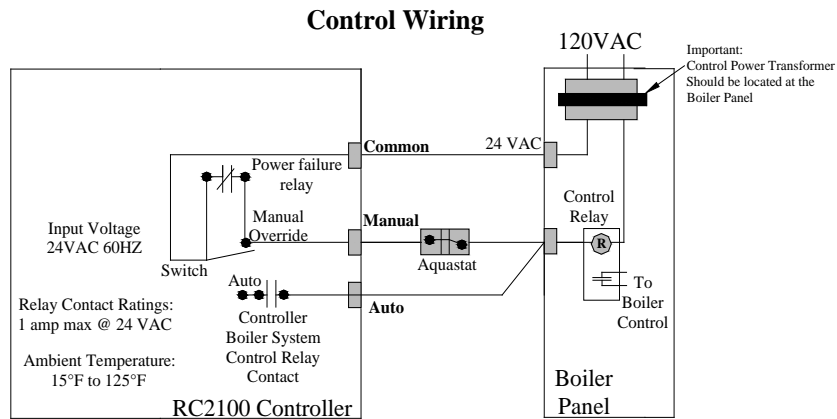 Control Wiring
120VAC
Important:
Control Power Transformer
Should be located at the
Boiler Panel
Common
24 VAC
Power failure
relay
Control
Relay
Manual
Override
Manual
Input Voltage
24VAC 60HZ
R
Switch
Aquastat
Auto
To
Boiler
Control
Relay Contact Ratings:
1 amp max @ 24 VAC
Auto
Controller
Boiler System
Control Relay
Contact
Ambient Temperature:
15°F to 125°F
RC2100 Controller
Boiler
Panel